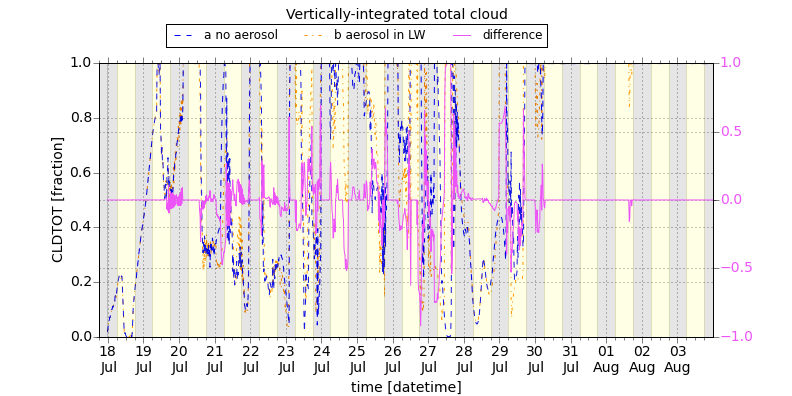 Vertically-integrated total cloud
a no aerosol b aerosol in LW difference
CLDTOT [fraction]
1.0
0.8
0.6
0.4
0.2
0.0
1.0
0.5
0.0
−0.5
−1.0
18 19 20 21 22 23 24 25 26 27 28 29 30 31 01 02 03
Jul Jul Jul Jul Jul Jul Jul Jul Jul Jul Jul Jul Jul Jul Aug Aug Aug
time [datetime]